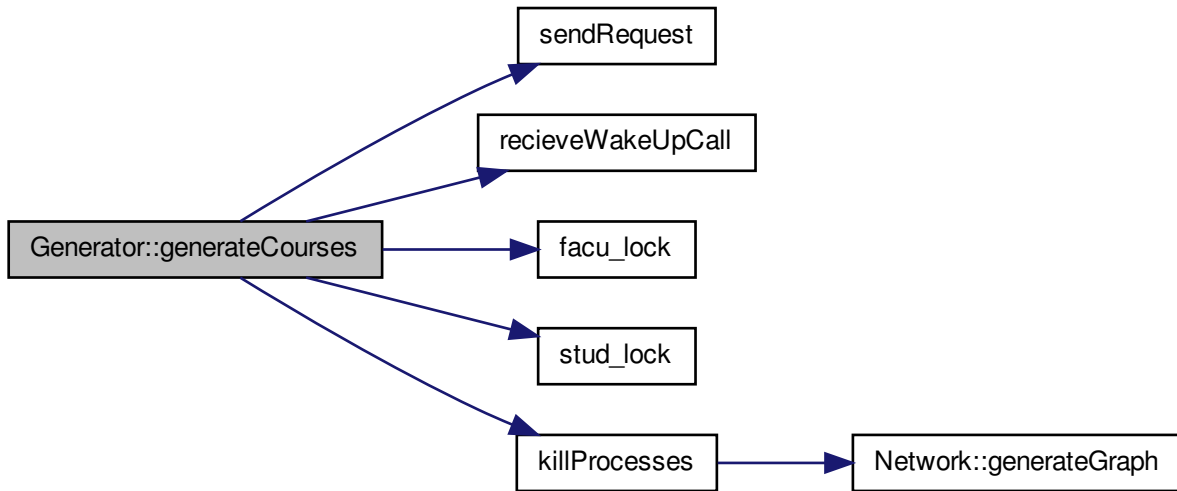 sendRequest
recieveWakeUpCall
Generator::generateCourses
facu_lock
stud_lock
killProcesses
Network::generateGraph